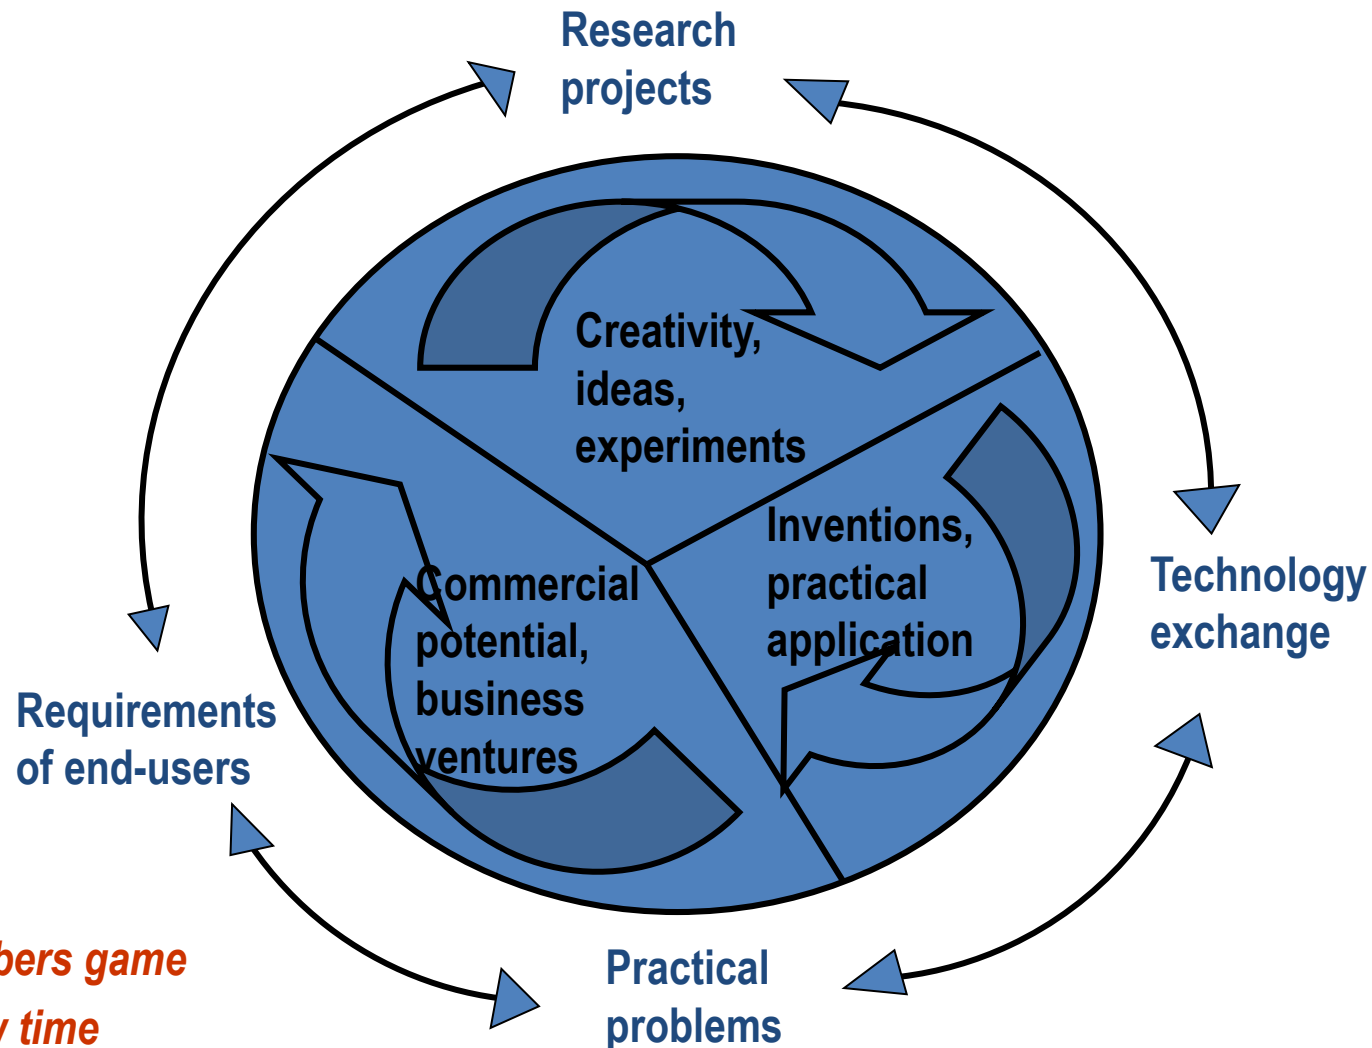 Research
projects
Creativity,
ideas,
experiments
Inventions,
practical
application
Technology
exchange
Commercial
potential,
business
ventures
Requirements
of end-users
game
time
Practical
problems